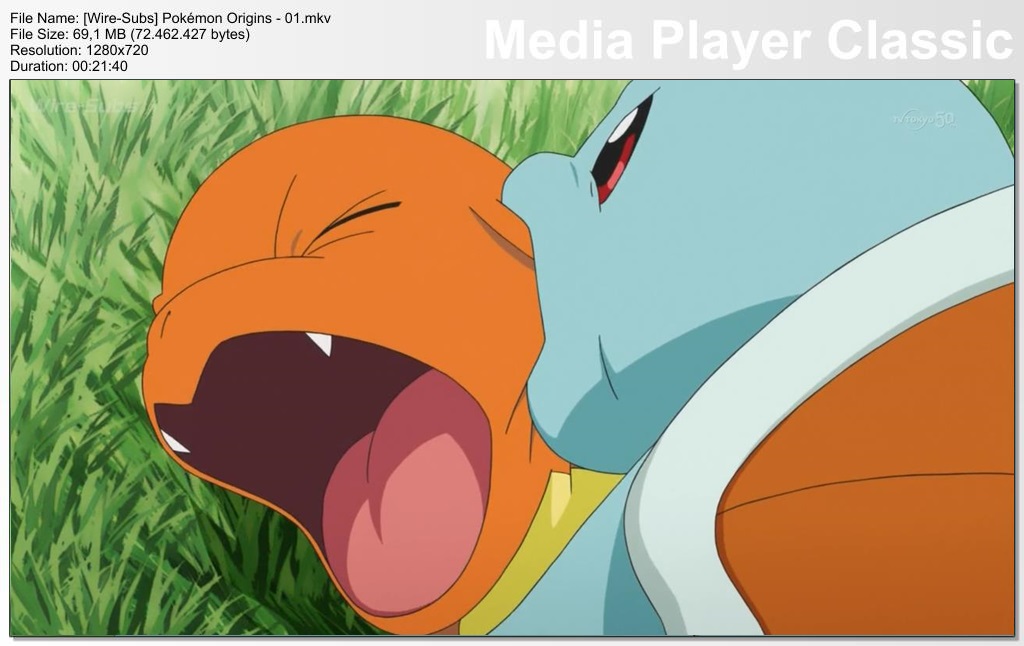 File Name: [Wire-Subs] Pokémon Origins - 01.mkv
File Size: 69,1 MB (72.462.427 bytes)
Resolution: 1280x720
Duration: 00:21:40
Media Player Classic
Wire-Subs
TV TOKYO 50